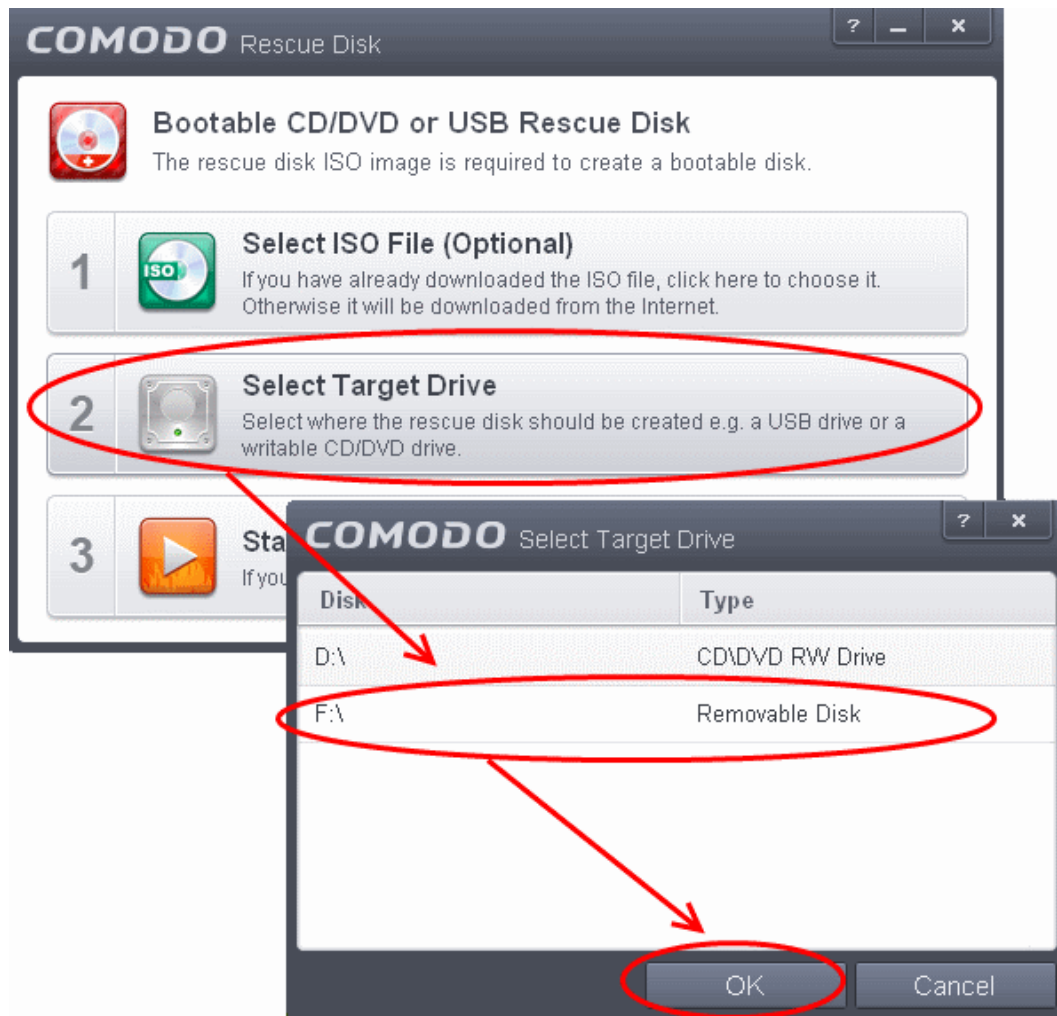 COMODO Rescue Disk
Bootable CD/DVD or USB Rescue Disk
The rescue disk ISO image is required to create a bootable disk.
1
ISO
Select ISO File (Optional)
If you have already downloaded the ISO file, click here to choose it.
Otherwise it will be downloaded from the Internet.
2
Select Target Drive
Select where the rescue disk should be created e.g. a USB drive or a
writable CD/DVD drive.
3
Sta
If you
COMODO Select Target Drive
Disk Type
D:\ CD\DVD RW Drive
F:\ Removable Disk
OK Cancel